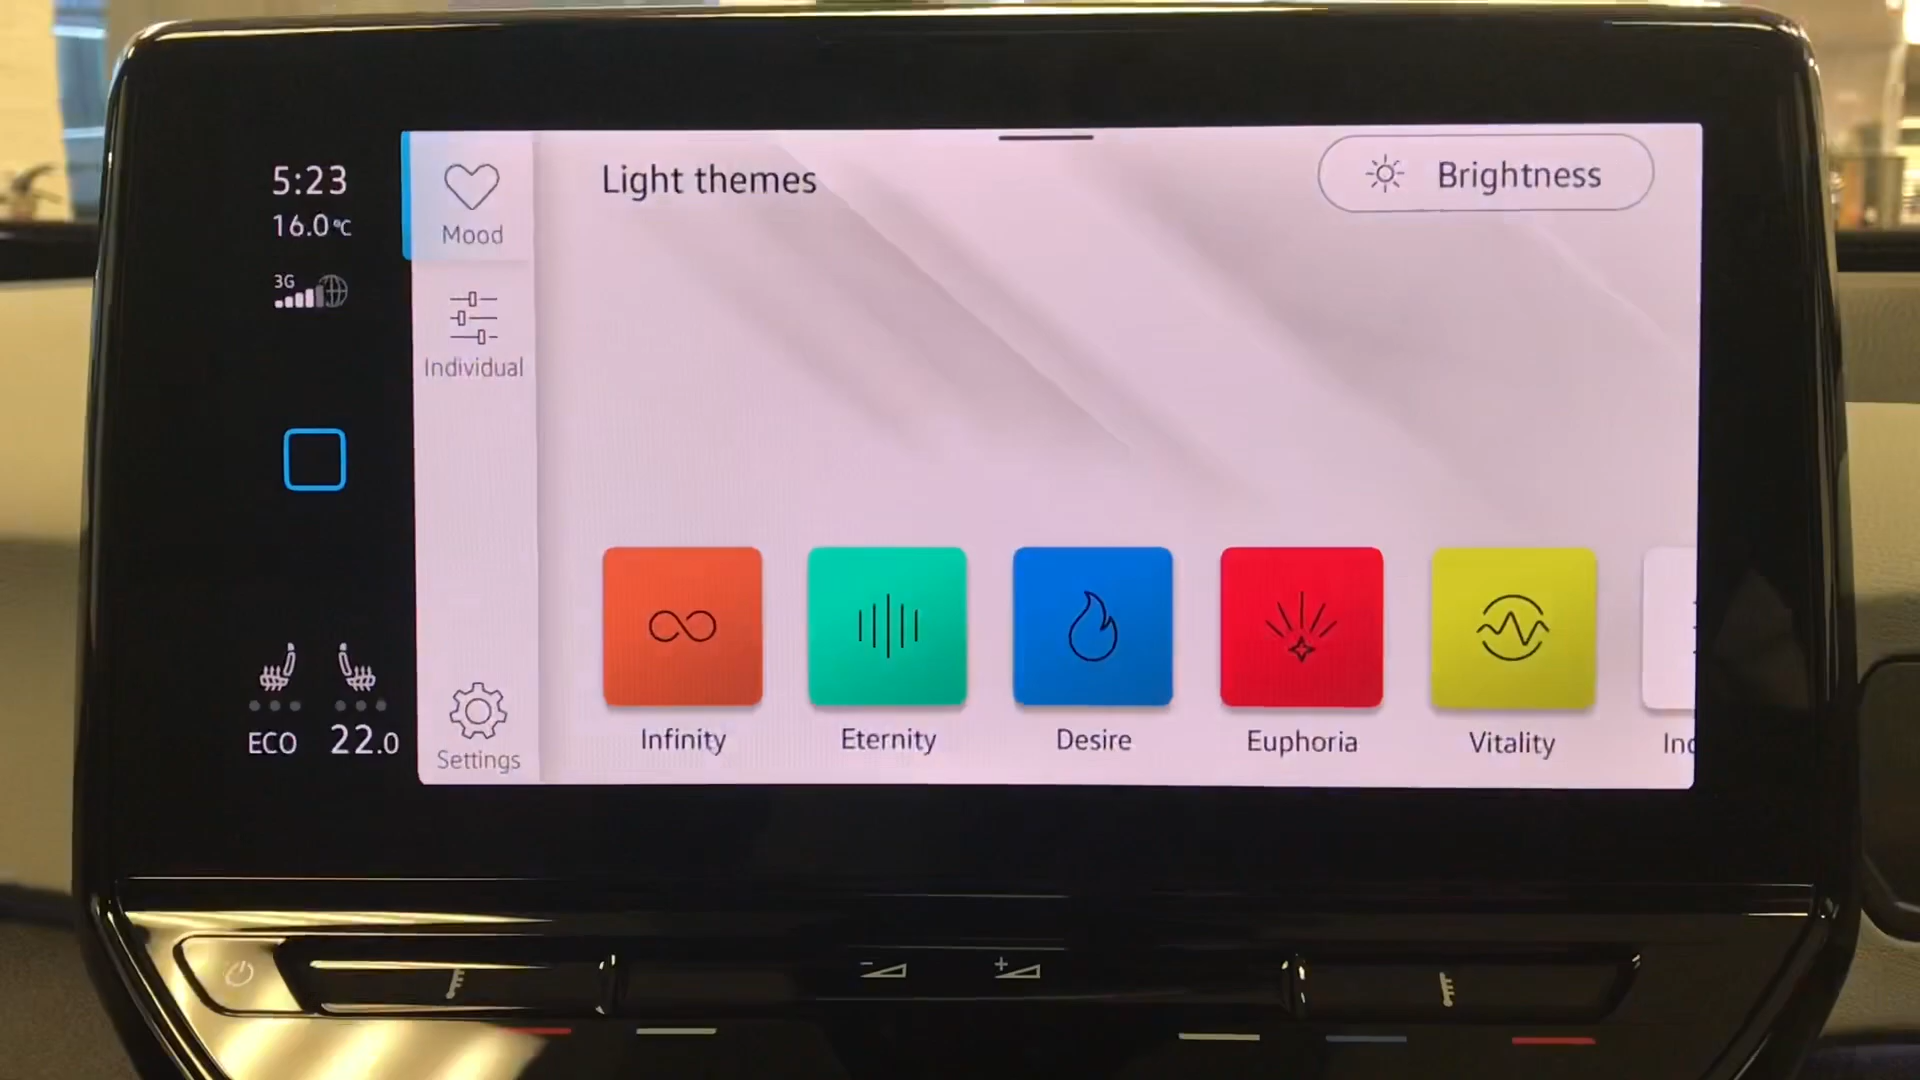 5:23
16.0°C
3G
Mood
Individual
Settings
Light themes
Brightness
Infinity
Eternity
Desire
Euphoria
Vitality
Inc
ECO
22.0